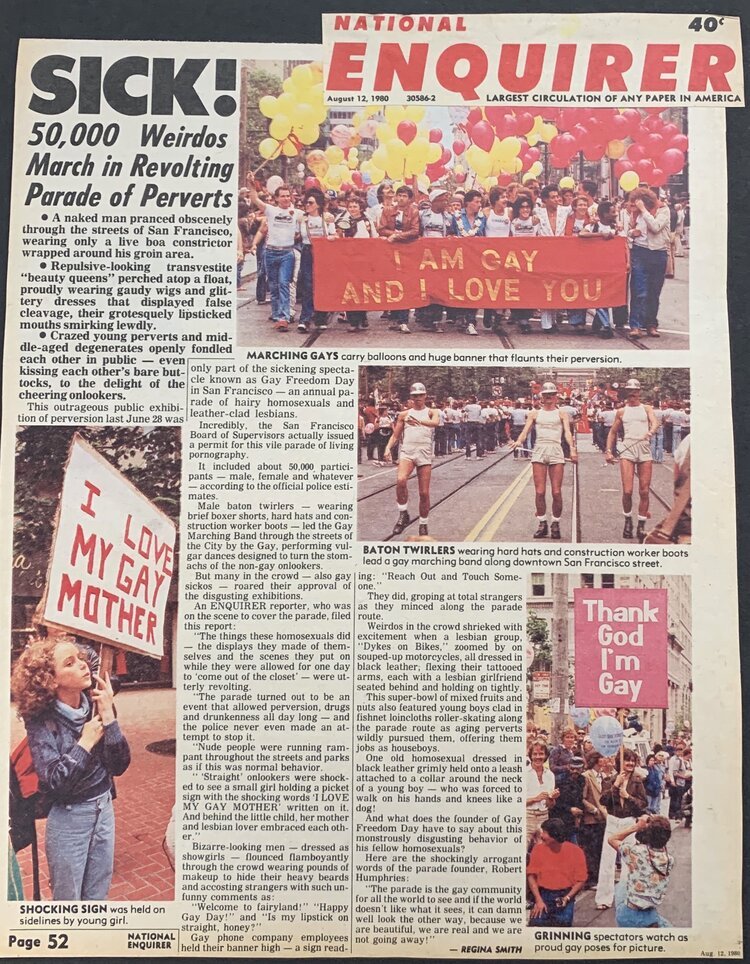 NATIONAL
ENQUIRER
40¢
August 12, 1980 30586-2 LARGEST CIRCULATION OF ANY PAPER IN AMERICA
SICK!
50,000 Weirdos
March in Revolting
Parade of Perverts
• A naked man pranced obscenely
through the streets of San Francisco,
wearing only a live boa constrictor
wrapped around his groin area.
• Repulsive-looking transvestite
"beauty queens" perched atop a float,
proudly wearing gaudy wigs and glit-
tery dresses that displayed false
cleavage, their grotesquely lipsticked
mouths smirking lewdly.
• Crazed young perverts and mid-
dle-aged degenerates openly fondled
each other in public — even
kissing each other's bare but-
tocks, to the delight of the
cheering onlookers.
This outrageous public exhibi-
tion of perversion last June 28 was
I AM GAY
AND I LOVE YOU
MARCHING GAYS carry balloons and huge banner that flaunts their perversion.
only part of the sickening specta-
cle known as Gay Freedom Day
in San Francisco — an annual pa-
rade of hairy homosexuals and
leather-clad lesbians.
Incredibly, the San Francisco
Board of Supervisors actually issued
a permit for this vile parade of living
pornography.
It included about 50,000 partici-
pants — male, female and whatever
— according to the official police esti-
mates.
Male baton twirlers — wearing
brief boxer shorts, hard hats and con-
struction worker boots — led the Gay
Marching Band through the streets of
the City by the Gay, performing vul-
gar dances designed to turn the stom-
achs of the non-gay onlookers.
But many in the crowd — also gay
sickos — roared their approval of
the disgusting exhibitions.
An ENQUIRER reporter, who was
on the scene to cover the parade, filed
this report:
"The things these homosexuals did
— the displays they made of them-
selves and the scenes they put on
while they were allowed for one day
to 'come out of the closet' — were ut-
terly revolting.
"The parade turned out to be an
event that allowed perversion, drugs
and drunkenness all day long — and
the police never even made an at-
tempt to stop it.
"Nude people were running ram-
pant throughout the streets and parks
as if this was normal behavior.
" 'Straight' onlookers were shock-
ed to see a small girl holding a picket
sign with the shocking words 'I LOVE
MY GAY MOTHER' written on it.
And behind the little child, her mother
and lesbian lover embraced each oth-
er."
Bizarre-looking men — dressed as
showgirls — flounced flamboyantly
through the crowd wearing pounds of
makeup to hide their heavy beards
and accosting strangers with such un-
funny comments as:
"Welcome to fairyland!" "Happy
Gay Day!" and "Is my lipstick on
straight, honey?"
Gay phone company employees
held their banner high — a sign read-
I LOVE
MY GAY
MOTHER
SHOCKING SIGN was held on
sidelines by young girl.
BATON TWIRLERS wearing hard hats and construction worker boots
lead a gay marching band along downtown San Francisco street.
ing: "Reach Out and Touch Some-
one."
They did, groping at total strangers
as they minced along the parade
route.
Weirdos in the crowd shrieked with
excitement when a lesbian group,
"Dykes on Bikes," zoomed by on
souped-up motorcycles, all dressed in
black leather, flexing their tattooed
arms, each with a lesbian girlfriend
seated behind and holding on tightly.
This super-bowl of mixed fruits and
nuts also featured young boys clad in
fishnet loincloths roller-skating along
the parade route as aging perverts
wildly pursued them, offering them
jobs as houseboys.
One old homosexual dressed in
black leather grimly held onto a leash
attached to a collar around the neck
of a young boy — who was forced to
walk on his hands and knees like a
dog!
And what does the founder of Gay
Freedom Day have to say about this
monstrously disgusting behavior of
his fellow homosexuals?
Here are the shockingly arrogant
words of the parade founder, Robert
Humphries:
"The parade is the gay community
for all the world to see and if the world
doesn't like what it sees, it can damn
well look the other way, because we
are beautiful, we are real and we are
not going away!"
— REGINA SMITH
Thank
God
I'm
Gay
GRINNING spectators watch as
proud gay poses for picture.
Page 52
NATIONAL
ENQUIRER
Aug. 12, 1980